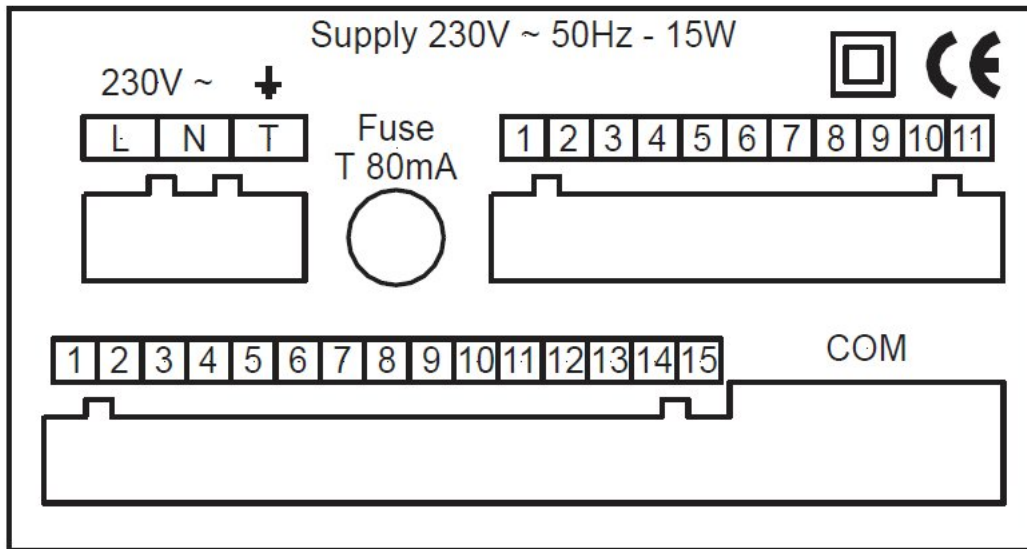 Supply 230V ~ 50Hz - 15W
CE
230V ~
L N T
Fuse
T 80mA
1 2 3 4 5 6 7 8 9 10 11
1 2 3 4 5 6 7 8 9 10 11 12 13 14 15
COM